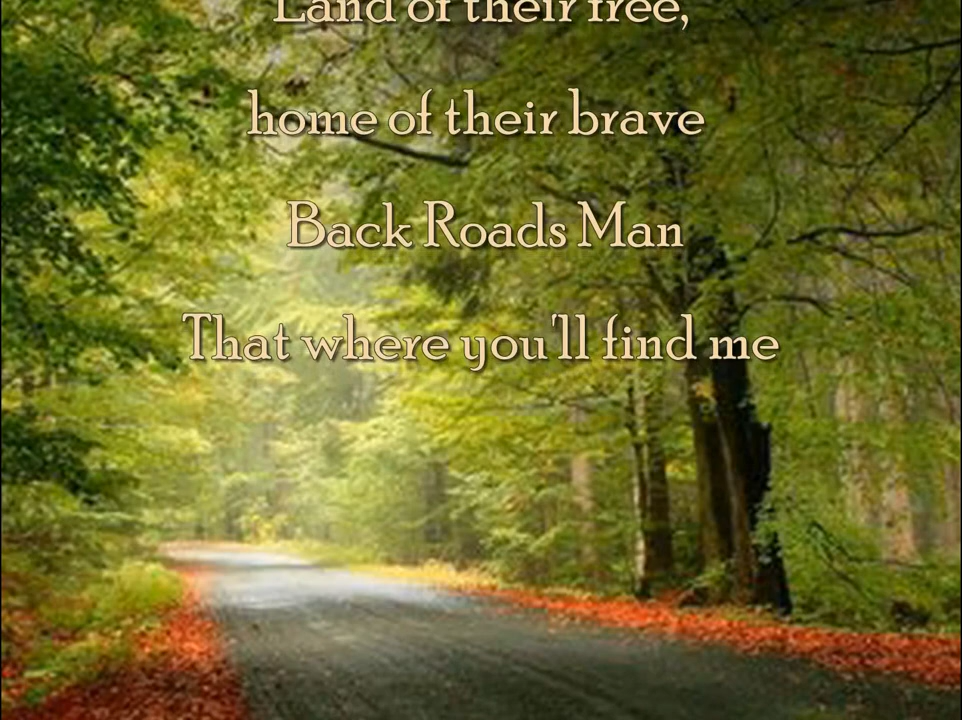 Land of their free,
home of their brave
Back Roads Man
That where you'll find me